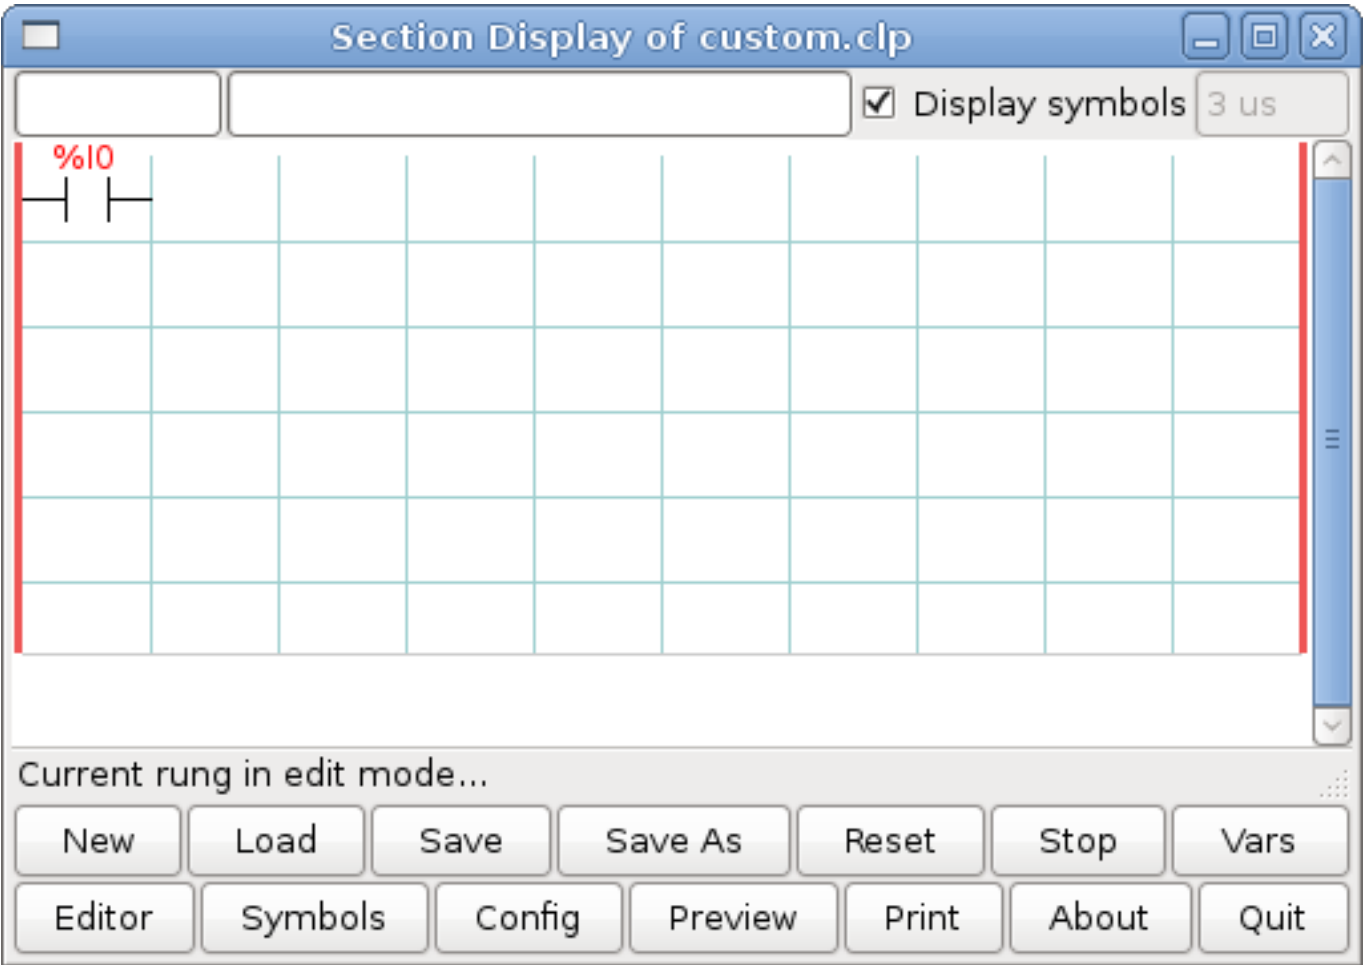 Section Display of custom.clp
Display symbols 3 us
%I0
Current rung in edit mode...
New Load Save Save As Reset Stop Vars
Editor Symbols Config Preview Print About Quit